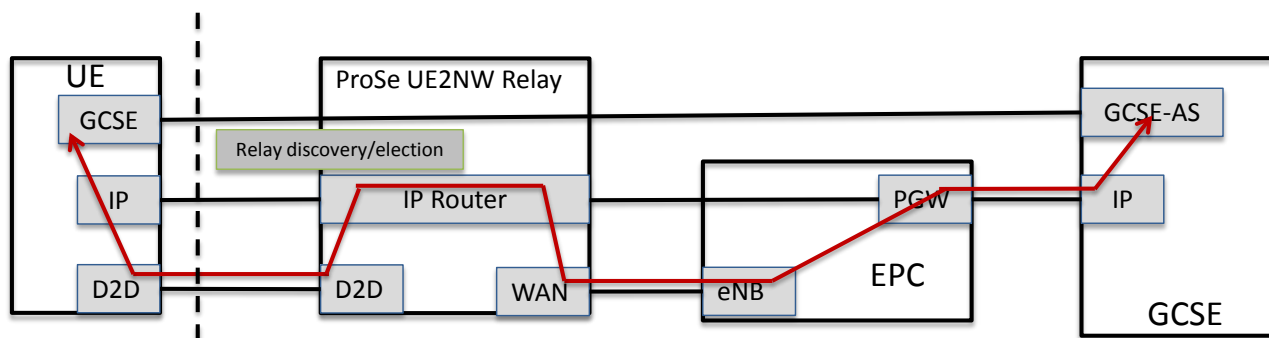 UE
ProSe UE2NW Relay
GCSE
GCSE-AS
Relay discovery/election
IP
IP Router
PGW
IP
D2D
D2D
WAN
eNB
EPC
GCSE